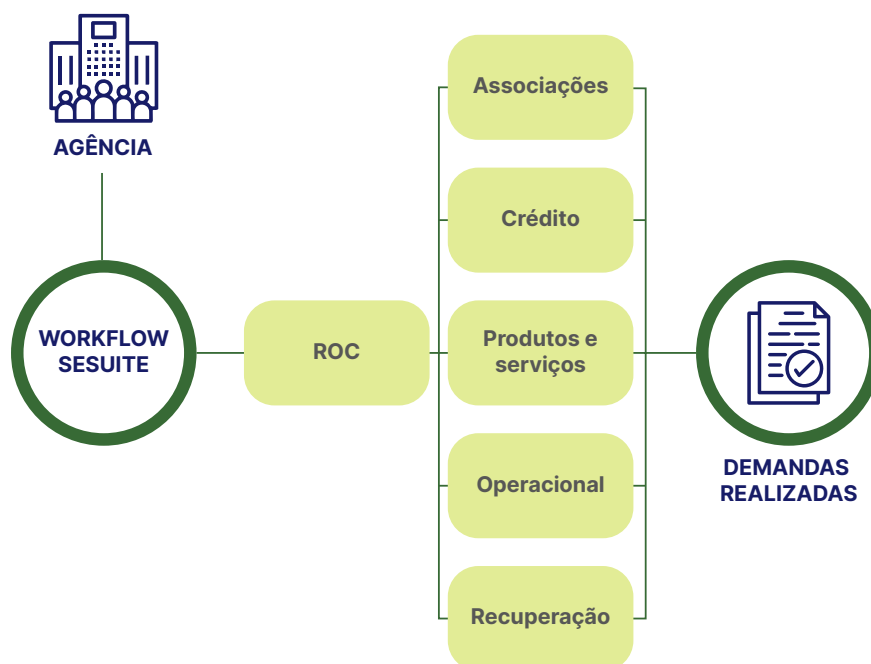 AGÊNCIA
WORKFLOW
SESUITE
ROC
Associações
Crédito
Produtos e
serviços
Operacional
Recuperação
DEMANDAS
REALIZADAS